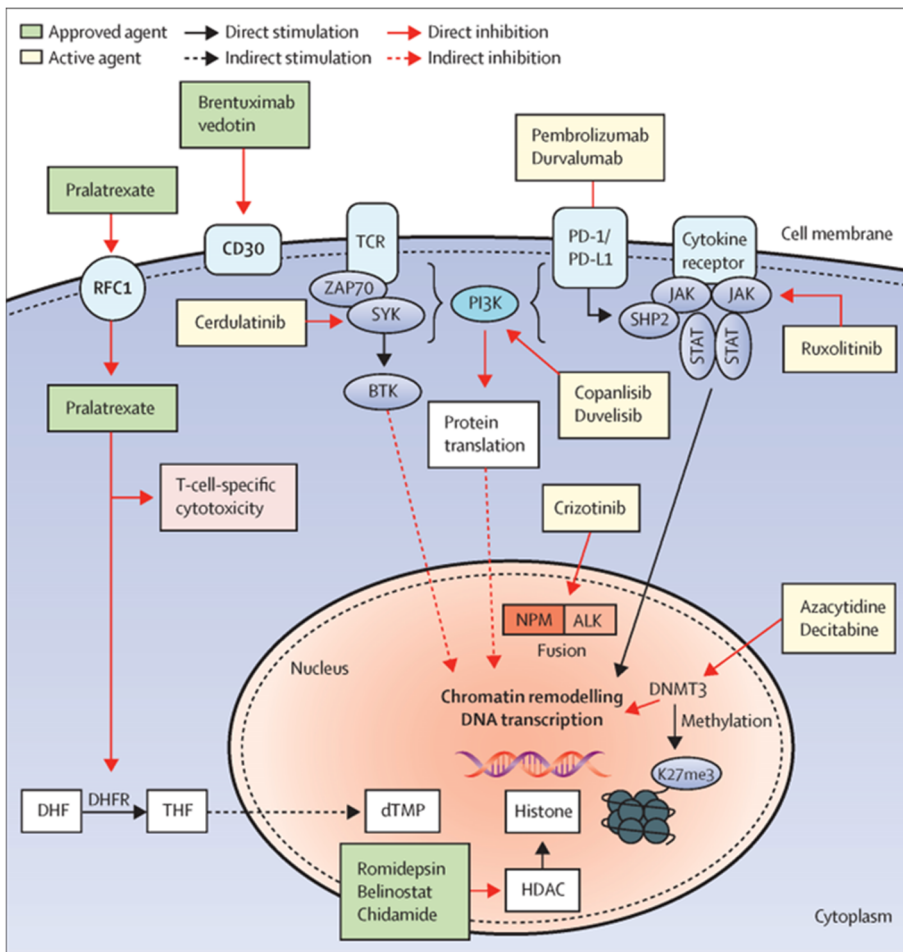 Approved agent
Direct stimulation
Direct inhibition
Active agent
Indirect stimulation
Indirect inhibition
Brentuximab
vedotin
Pembrolizumab
Durvalumab
Pralatrexate
CD30
TCR
PD-1/
PD-L1
Cytokine
receptor
Cell membrane
RFC1
ZAP70
SYK
PI3K
SHP2
JAK
JAK
STAT
STAT
Cerdulatinib
Ruxolitinib
BTK
Copanlisib
Duvelisib
Pralatrexate
Protein
translation
T-cell-specific
cytotoxicity
Crizotinib
NPM
ALK
Fusion
Azacytidine
Decitabine
Nucleus
Chromatin remodelling
DNA transcription
DNMT3
Methylation
K27me3
DHF
DHFR
THF
dTMP
Histone
Romidepsin
Belinostat
Chidamide
HDAC
Cytoplasm